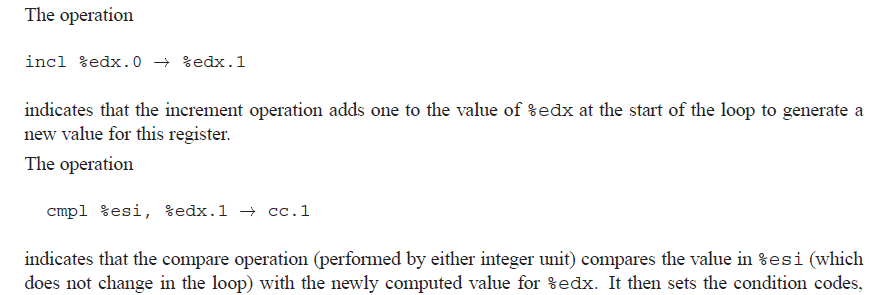 The operation
incl %edx.0 → %edx.1
indicates that the increment operation adds one to the value of %edx at the start of the loop to generate a
new value for this register.
The operation
cmpl %esi, %edx.1 → cc.1
indicates that the compare operation (performed by either integer unit) compares the value in %esi (which
does not change in the loop) with the newly computed value for %edx. It then sets the condition codes,